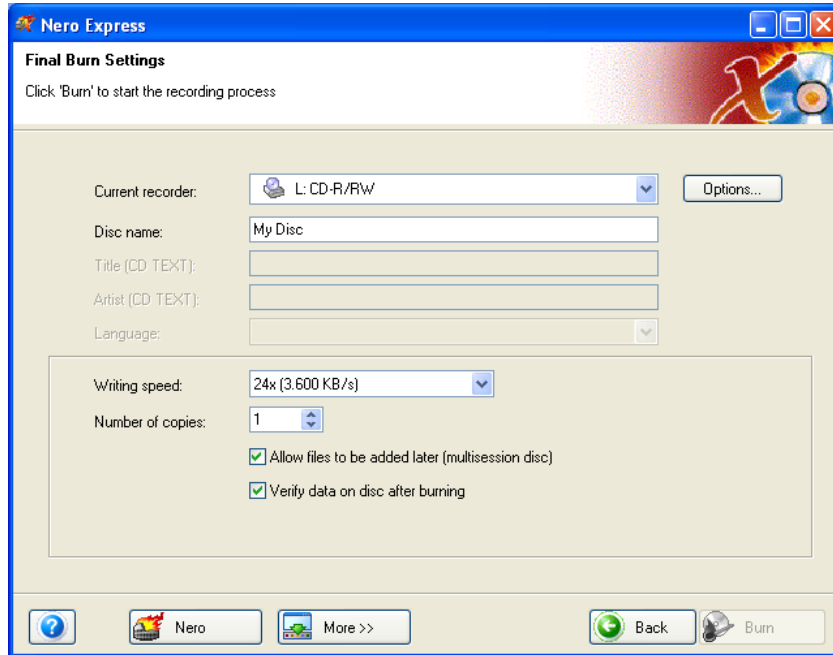 Nero Express
Final Burn Settings
Click 'Burn' to start the recording process
Current recorder: L: CD-R/RW Options...
Disc name: My Disc
Title (CD TEXT):
Artist (CD TEXT):
Language:
Writing speed: 24x (3.600 KB/s)
Number of copies: 1
Allow files to be added later (multisession disc)
Verify data on disc after burning
? Nero More >> Back Burn